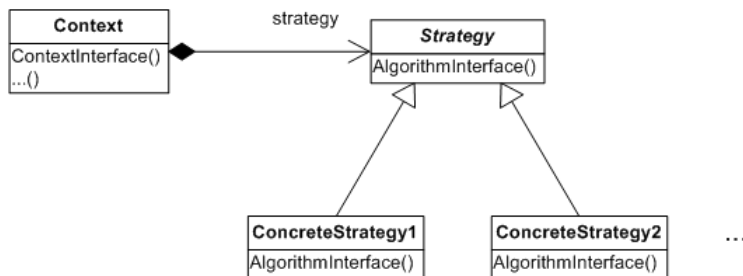 Context
ContextInterface()
...()
strategy
Strategy
AlgorithmInterface()
ConcreteStrategy1
AlgorithmInterface()
ConcreteStrategy2
AlgorithmInterface()
...